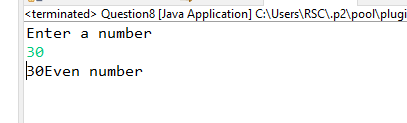 <terminated> Question8 [Java Application] C:\Users\RSC\.p2\pool\plugi
Enter a number
30
30Even number